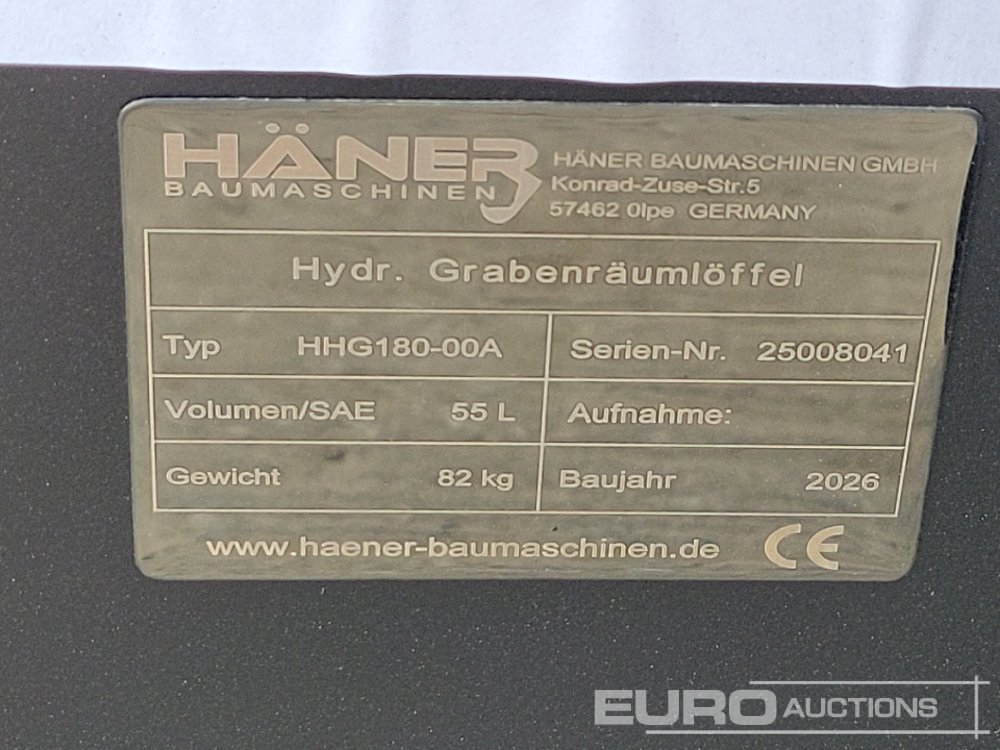 HÄNER
BAUMASCHINEN
HÄNER BAUMASCHINEN GMBH
Konrad-Zuse-Str.5
57462 Olpe GERMANY
Hydr. Grabenräumlöffel
Typ HHG180-00A Serien-Nr. 25008041
Volumen/SAE 55 L Aufnahme:
Gewicht 82 kg Baujahr 2026
www.haener-baumaschinen.de CE
EURO AUCTIONS